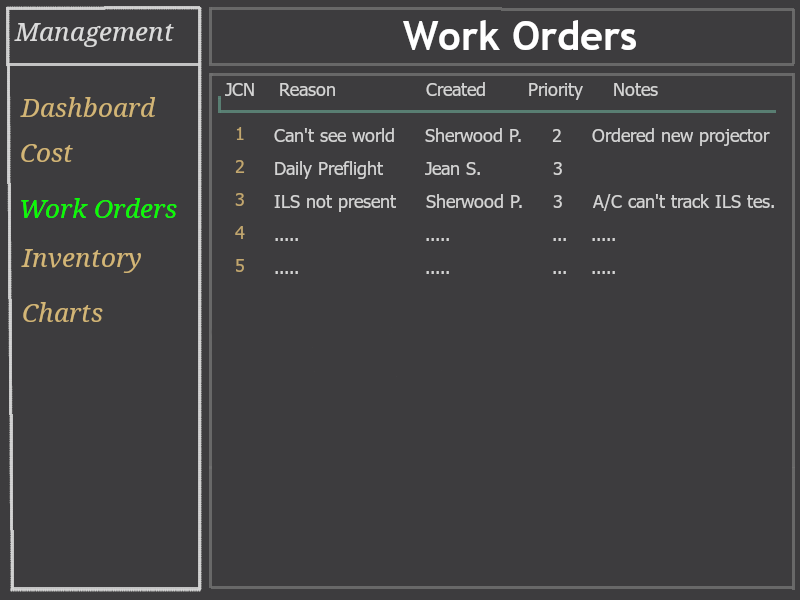 Management
Dashboard
Cost
Work Orders
Inventory
Charts
Work Orders
JCN Reason Created Priority Notes
1 Can't see world Sherwood P. 2 Ordered new projector
2 Daily Preflight Jean S. 3
3 ILS not present Sherwood P. 3 A/C can't track ILS tes.
4 ..... ..... ... .....
5 ..... ..... ... .....